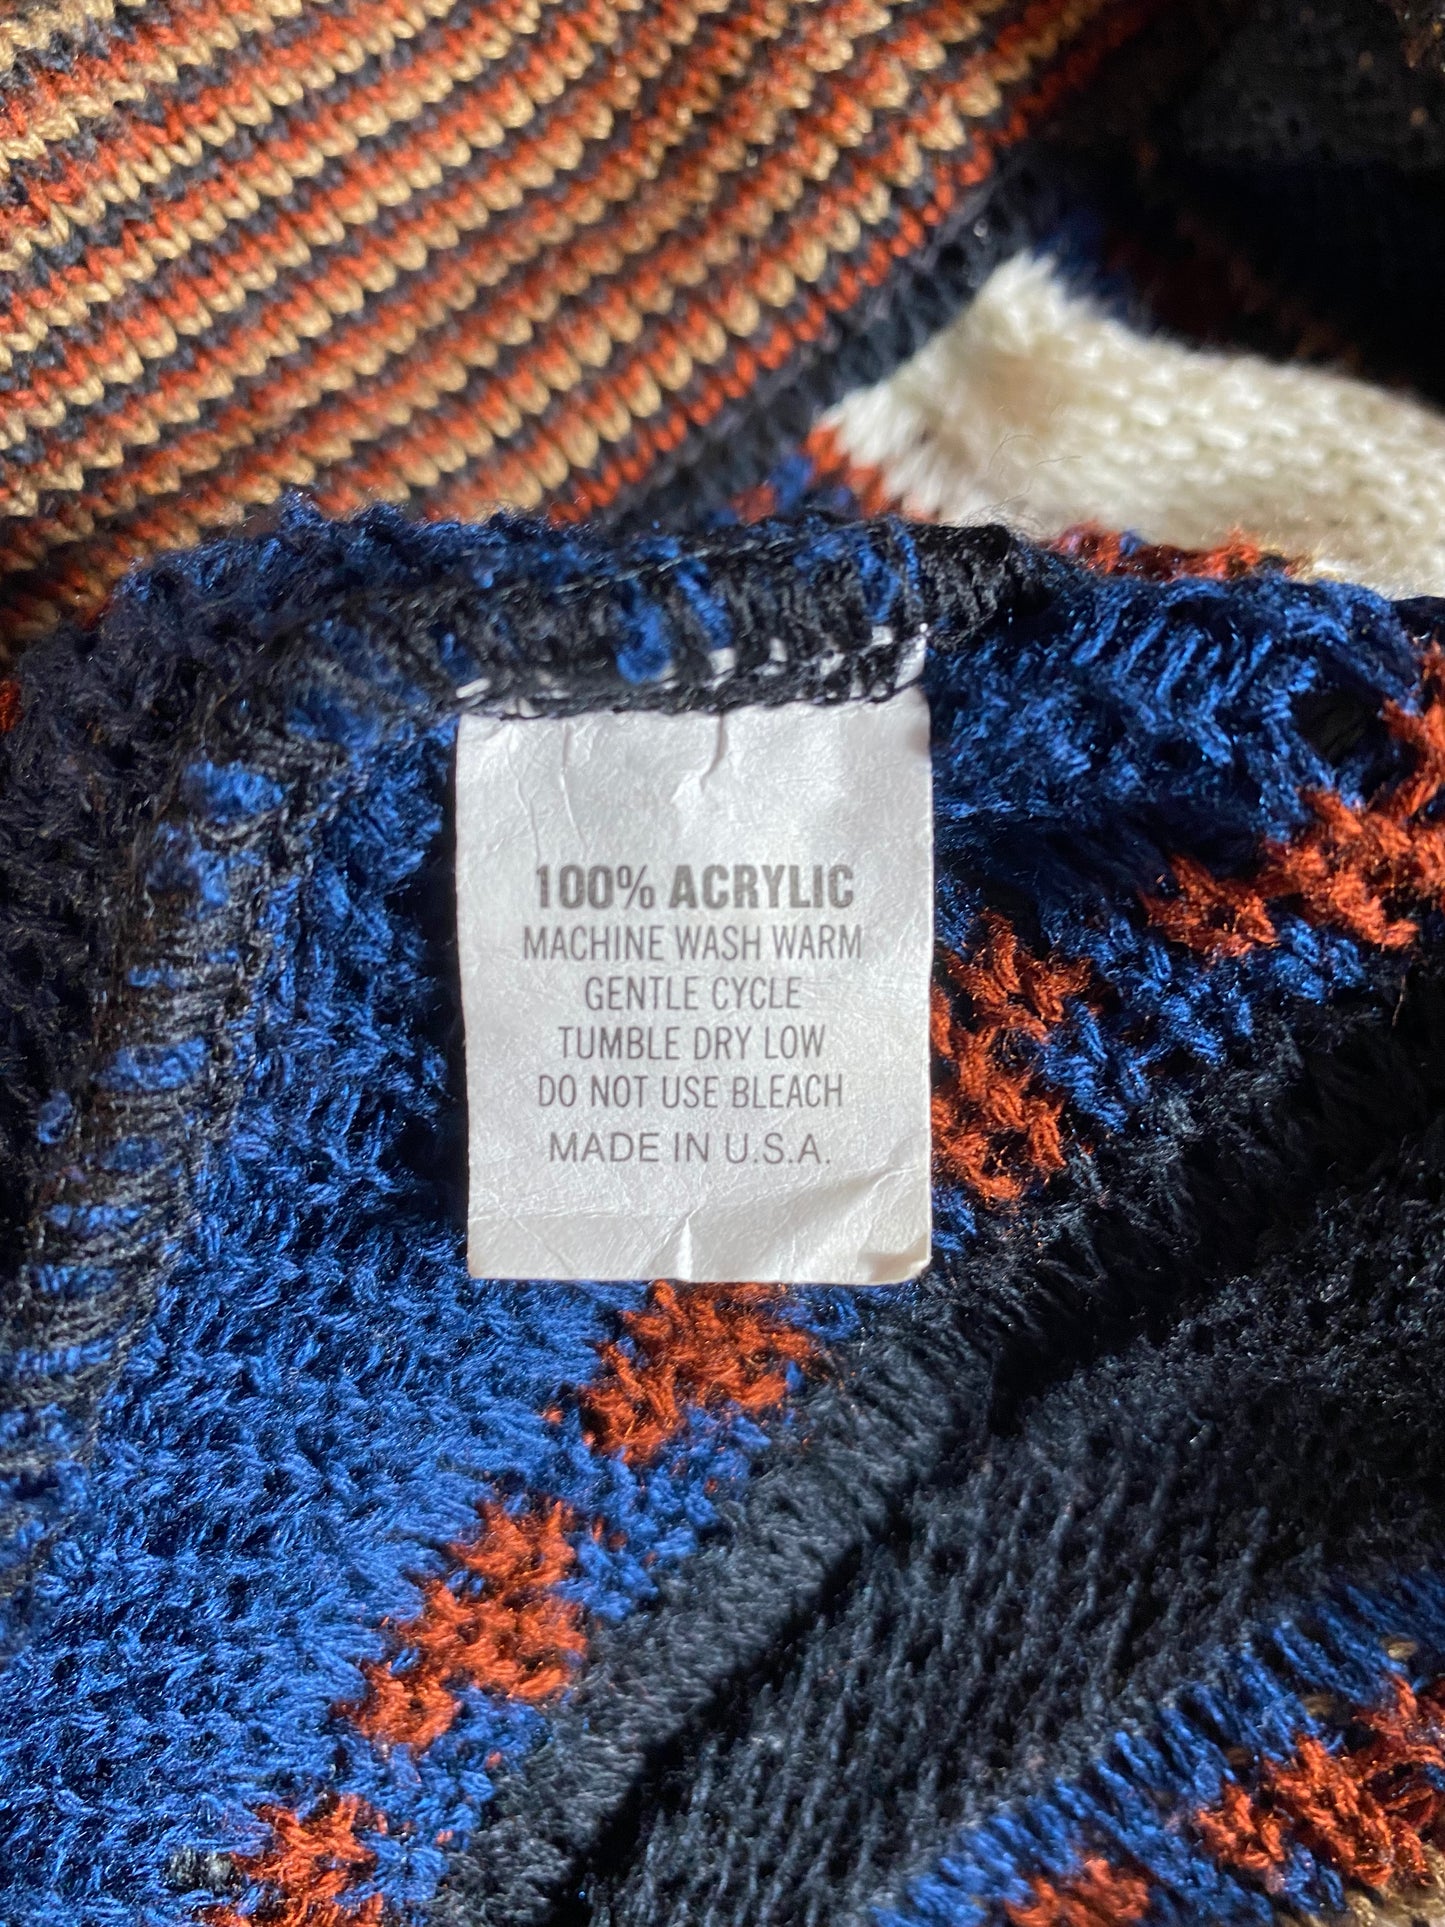 100% ACRYLIC
MACHINE WASH WARM
GENTLE CYCLE
TUMBLE DRY LOW
DO NOT USE BLEACH
MADE IN U.S.A.